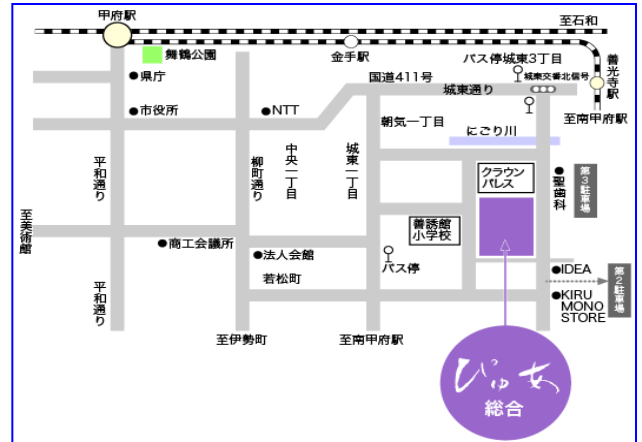 甲府駅
至石和
舞鶴公園
金手駅
バス停城東3丁目
善光寺駅
県庁
国道411号
城東交番北信号
城東通り
市役所
NTT
朝気一丁目
にごり川
至南甲府駅
平和通り
柳町通り
中央一丁目
城東一丁目
クラウン
パレス
聖歯科
第3駐車場
至美術館
善誘館
小学校
商工会議所
法人会館
バス停
若松町
IDEA
第2駐車場
平和通り
KIRU
MONO
STORE
至伊勢町
至南甲府駅
ぴゅあ
総合